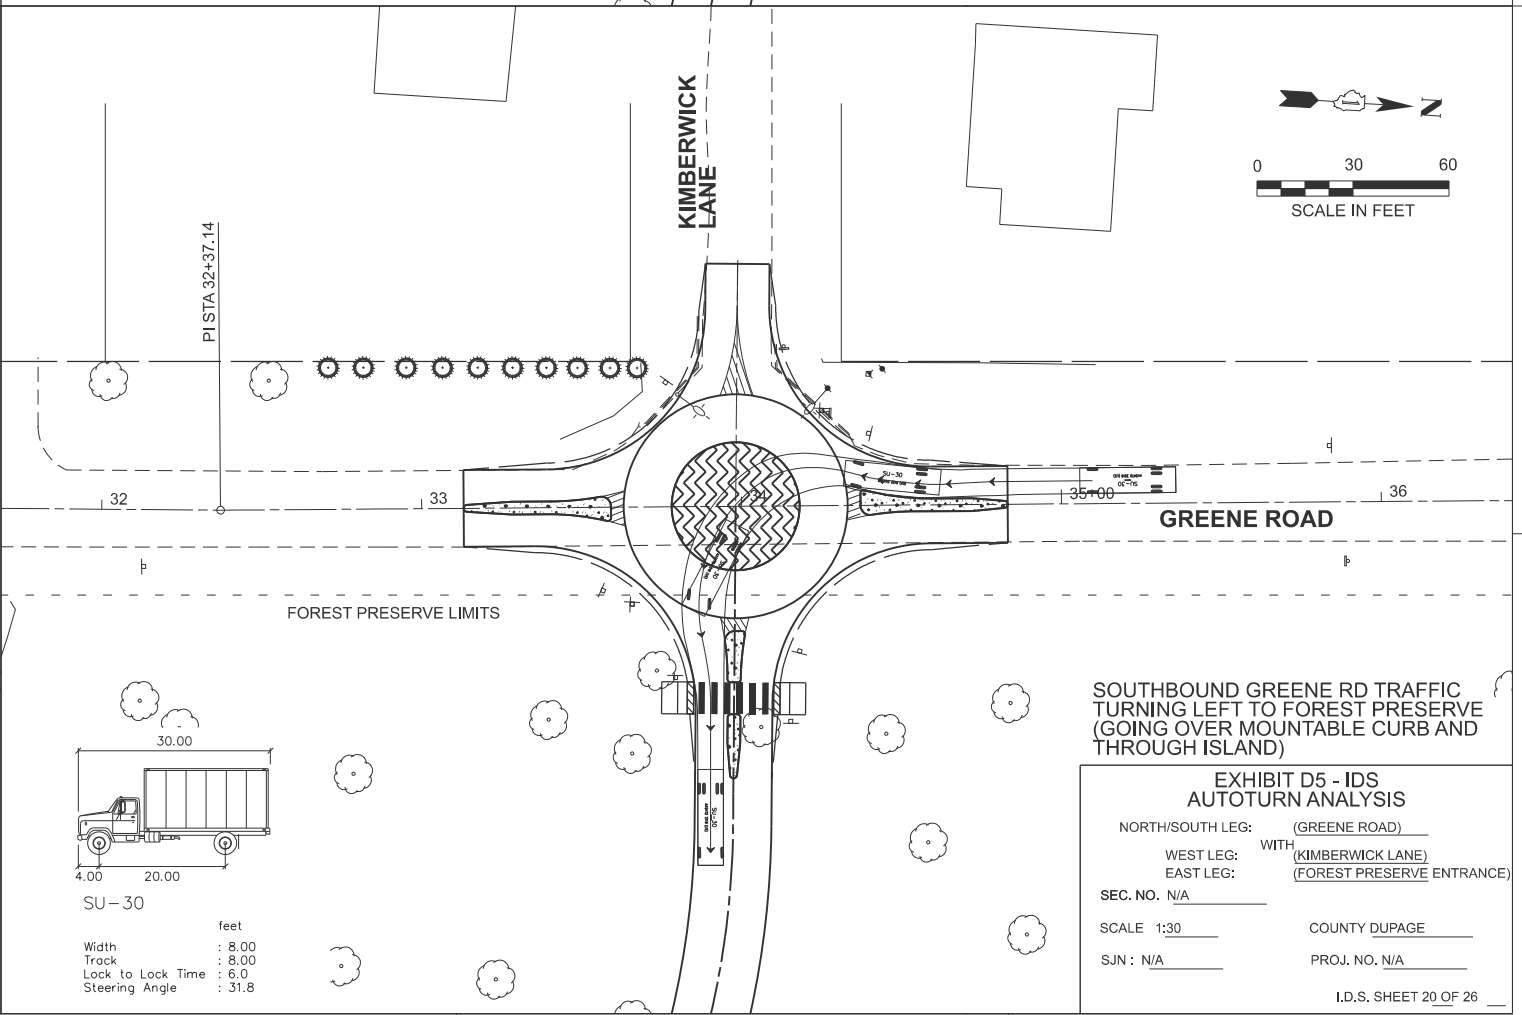 KIMBERWICK
LANE
N
0 30 60
SCALE IN FEET
PI STA 32+37.14
32
33
34
35+00
36
SU-30
SU-30
GREENE ROAD
SU-30
FOREST PRESERVE LIMITS
SU-30
SOUTHBOUND GREENE RD TRAFFIC
TURNING LEFT TO FOREST PRESERVE
(GOING OVER MOUNTABLE CURB AND
THROUGH ISLAND)
30.00
4.00 20.00
SU-30
feet
Width : 8.00
Track : 8.00
Lock to Lock Time : 6.0
Steering Angle : 31.8
EXHIBIT D5 - IDS
AUTOTURN ANALYSIS
NORTH/SOUTH LEG: (GREENE ROAD)
WITH
WEST LEG: (KIMBERWICK LANE)
EAST LEG: (FOREST PRESERVE ENTRANCE)
SEC. NO. N/A
SCALE 1:30 COUNTY DUPAGE
SJN : N/A PROJ. NO. N/A
I.D.S. SHEET 20 OF 26